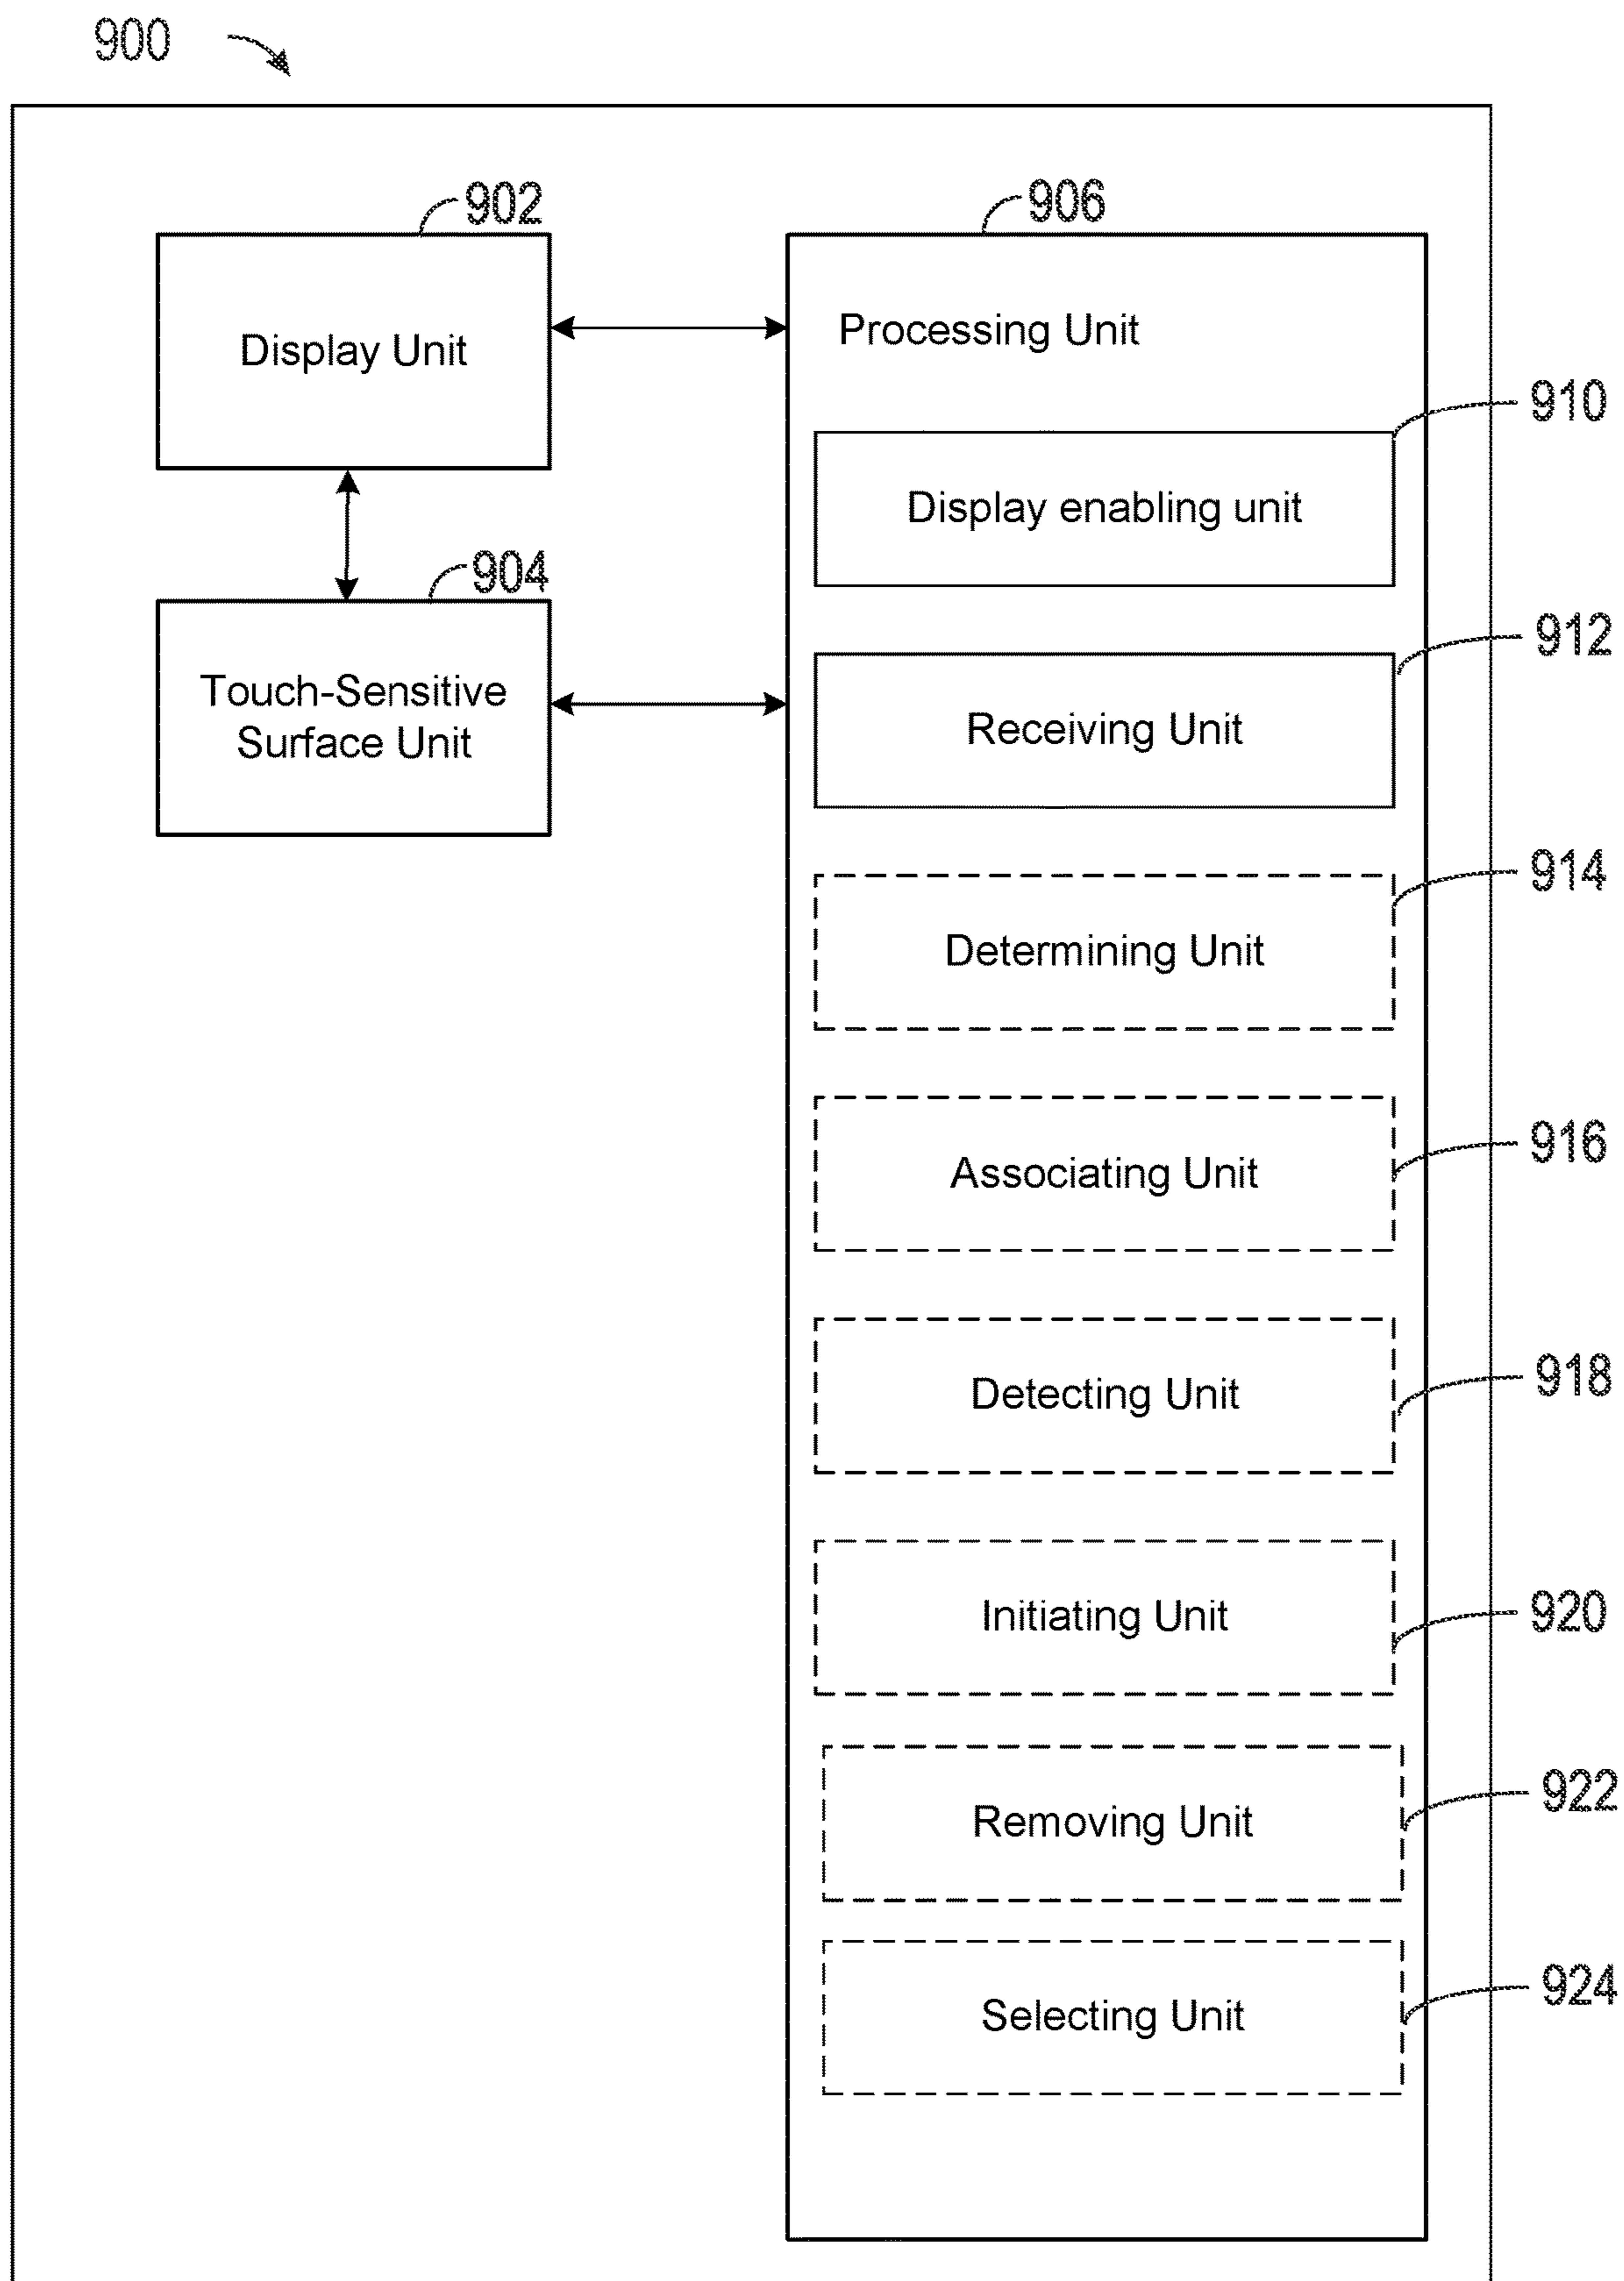 900
902
906
Display Unit
Processing Unit
910
Display enabling unit
904
912
Touch-Sensitive
Surface Unit
Receiving Unit
914
Determining Unit
916
Associating Unit
918
Detecting Unit
920
Initiating Unit
922
Removing Unit
924
Selecting Unit